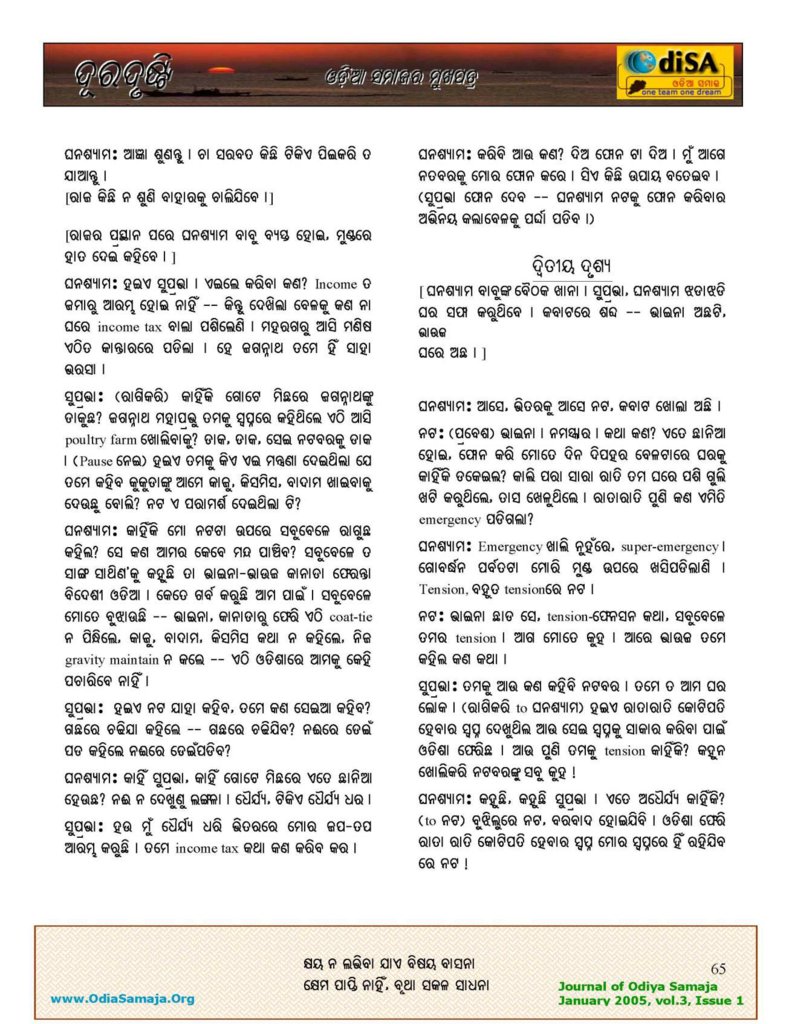 ଦୂରଦୃଷ୍ଟି
ଓଡ଼ିଆ ସମାଜର ମୁଖପତ୍ର
OdiSA
ଓଡିଆ ସମାଜ
one team one dream
ଘନଶ୍ୟାମ: ଆଜ୍ଞା ଶୁଣନ୍ତୁ । ଚା ସରବତ କିଛି ଟିକିଏ ପିଇକରି ତ
ଯାଆନ୍ତୁ ।
[ରାଜ କିଛି ନ ଶୁଣି ବାହାରକୁ ଚାଲିଯିବେ ।]
[ରାଜର ପ୍ରସ୍ଥାନ ପରେ ଘନଶ୍ୟାମ ବାବୁ ବ୍ୟସ୍ତ ହୋଇ, ମୁଣ୍ଡରେ
ହାତ ଦେଇ କହିବେ । ]
ଘନଶ୍ୟାମ: ହଇଏ ସୁପ୍ରଭା । ଏଇଲେ କରିବା କଣ? Income ତ
ଜମାରୁ ଆରମ୍ଭ ହୋଇ ନାହିଁ -- କିନ୍ତୁ ଦେଖିଲା ବେଳକୁ କଣ ନା
ଘରେ income tax ବାଲା ପଶିଲେଣି । ମହରଗରୁ ଆସି ମଣିଷ
ଏଠିତ କାନ୍ତାରରେ ପଡିଲା । ହେ ଜଗନ୍ନାଥ ତମେ ହିଁ ସାହା
ଭରସା ।
ସୁପ୍ରଭା: (ରାଗିକରି) କାହିଁକି ଗୋଟେ ମିଛରେ ଜଗନ୍ନାଥଙ୍କୁ
ଡାକୁଛ? ଜଗନ୍ନାଥ ମହାପ୍ରଭୁ ତମକୁ ସ୍ୱପ୍ନରେ କହିଥିଲେ ଏଠି ଆସି
poultry farm ଖୋଲିବାକୁ? ଡାକ, ଡାକ, ସେଇ ନଟବରକୁ ଡାକ
। (Pause ନେଇ) ହଇଏ ତମକୁ କିଏ ଏଇ ମନ୍ତ୍ରଣା ଦେଇଥିଲା ଯେ
ତମେ କହିବ କୁକୁଡାଙ୍କୁ ଆମେ କାଜୁ, କିସମିସ, ବାଦାମ ଖାଇବାକୁ
ଦେଉଛୁ ବୋଲି? ନଟ ଏ ପରାମର୍ଶ ଦେଇଥିଲା ଟି?
ଘନଶ୍ୟାମ: କାହିଁକି ମୋ ନଟଟା ଉପରେ ସବୁବେଳେ ରାଗୁଛ
କହିଲ? ସେ କଣ ଆମର କେବେ ମନ୍ଦ ପାଞ୍ଚିବ? ସବୁବେଳେ ତ
ସାଙ୍ଗ ସାଥିଣଂକୁ କହୁଛି ତା ଭାଇନା-ଭାଉଜ କାନାଡା ଫେରନ୍ତା
ବିଦେଶୀ ଓଡିଆ । କେତେ ଗର୍ବ କରୁଛି ଆମ ପାଇଁ । ସବୁବେଳେ
ମୋତେ ବୁଝାଉଛି -- ଭାଇନା, କାନାଡାରୁ ଫେରି ଏଠି coat-tie
ନ ପିନ୍ଧିଲେ, କାଜୁ, ବାଦାମ, କିସମିସ କଥା ନ କହିଲେ, ନିଜ
gravity maintain ନ କଲେ -- ଏଠି ଓଡିଶାରେ ଆମକୁ କେହି
ପଚାରିବେ ନାହିଁ ।
ସୁପ୍ରଭା: ହଇଏ ନଟ ଯାହା କହିବ, ତମେ କଣ ସେଇଆ କହିବ?
ଗଛରେ ଚଢିଯା କହିଲେ -- ଗଛରେ ଚଢିଯିବ? ନଈରେ ଡେଇଁ
ପଡ କହିଲେ ନଈରେ ଡେଇଁପଡିବ?
ଘନଶ୍ୟାମ: କାହିଁ ସୁପ୍ରଭା, କାହିଁ ଗୋଟେ ମିଛରେ ଏତେ ଛାନିଆ
ହେଉଛ? ନଈ ନ ଦେଖୁଣୁ ଲଙ୍ଗଳା । ଧୈର୍ଯ୍ୟ, ଟିକିଏ ଧୈର୍ଯ୍ୟ ଧର ।
ସୁପ୍ରଭା: ହଉ ମୁଁ ଧୈର୍ଯ୍ୟ ଧରି ଭିତରରେ ମୋର ଜପ-ତପ
ଆରମ୍ଭ କରୁଛି । ତମେ income tax କଥା କଣ କରିବ କର ।
ଘନଶ୍ୟାମ: କରିବି ଆଉ କଣ? ଦିଅ ଫୋନ ଟା ଦିଅ । ମୁଁ ଆଗେ
ନଟବରକୁ ମୋର ଫୋନ କରେ । ସିଏ କିଛି ଉପାୟ ବତେଇବ ।
(ସୁପ୍ରଭା ଫୋନ ଦେବ -- ଘନଶ୍ୟାମ ନଟକୁ ଫୋନ କରିବାର
ଅଭିନୟ କଲାବେଳକୁ ପର୍ଦ୍ଦା ପଡିବ ।)
ଦ୍ୱିତୀୟ ଦୃଶ୍ୟ
[ ଘନଶ୍ୟାମ ବାବୁଙ୍କ ବୈଠକ ଖାନା । ସୁପ୍ରଭା, ଘନଶ୍ୟାମ ଝଡାଝଡି
ଘର ସଫା କରୁଥିବେ । କବାଟରେ ଶବ୍ଦ -- ଭାଇନା ଅଛଟି,
ଭାଉଜ
ଘରେ ଅଛ । ]
ଘନଶ୍ୟାମ: ଆସେ, ଭିତରକୁ ଆସେ ନଟ, କବାଟ ଖୋଲା ଅଛି ।
ନଟ: (ପ୍ରବେଶ) ଭାଇନା । ନମସ୍କାର । କଥା କଣ? ଏତେ ଛାନିଆ
ହୋଇ, ଫୋନ କରି ମୋତେ ଦିନ ଦିପହର ବେଳଟାରେ ଘରକୁ
କାହିଁକି ଡକେଇଲ? କାଲି ପରା ସାରା ରାତି ତମ ଘରେ ପଶି ଗୁଲି
ଖଟି କରୁଥିଲେ, ତାସ ଖେଳୁଥିଲେ । ରାତାରାତି ପୁଣି କଣ ଏମିତି
emergency ପଡିଗଲା?
ଘନଶ୍ୟାମ: Emergency ଖାଲି ନୁହଁରେ, super-emergency।
ଗୋବର୍ଦ୍ଧନ ପର୍ବତଟା ମୋରି ମୁଣ୍ଡ ଉପରେ ଖସିପଡିଲାଣି ।
Tension, ବହୁତ tensionରେ ନଟ ।
ନଟ: ଭାଇନା ଛାଡ ସେ, tension-ଫେନସନ କଥା, ସବୁବେଳେ
ତମର tension । ଆଗ ମୋତେ କୁହ । ଆରେ ଭାଉଜ ତମେ
କହିଲ କଣ କଥା ।
ସୁପ୍ରଭା: ତମକୁ ଆଉ କଣ କହିବି ନଟବର । ତମେ ତ ଆମ ଘର
ଲୋକ । (ରାଗିକରି to ଘନଶ୍ୟାମ) ହଇଏ ରାତାରାତି କୋଟିପତି
ହେବାର ସ୍ୱପ୍ନ ଦେଖୁଥିଲ ଆଉ ସେଇ ସ୍ୱପ୍ନକୁ ସାକାର କରିବା ପାଇଁ
ଓଡିଶା ଫେରିଛ । ଆଉ ପୁଣି ତମକୁ tension କାହିଁକି? କହୁନ
ଖୋଲିକରି ନଟବରଙ୍କୁ ସବୁ କୁହ !
ଘନଶ୍ୟାମ: କହୁଛି, କହୁଛି ସୁପ୍ରଭା । ଏତେ ଅଧୈର୍ଯ୍ୟ କାହିଁକି?
(to ନଟ) ବୁଝିଲୁରେ ନଟ, ବରବାଦ ହୋଇଯିବି । ଓଡିଶା ଫେରି
ରାତା ରାତି କୋଟିପତି ହେବାର ସ୍ୱପ୍ନ ମୋର ସ୍ୱପ୍ନରେ ହିଁ ରହିଯିବ
ରେ ନଟ !
କ୍ଷୟ ନ ଲଭିବା ଯାଏ ବିଷୟ ବାସନା
କ୍ଷେମ ପ୍ରାପ୍ତି ନାହିଁ, ବୃଥା ସକଳ ସାଧନା
65
www.OdiaSamaja.Org
Journal of Odiya Samaja
January 2005, vol.3, Issue 1